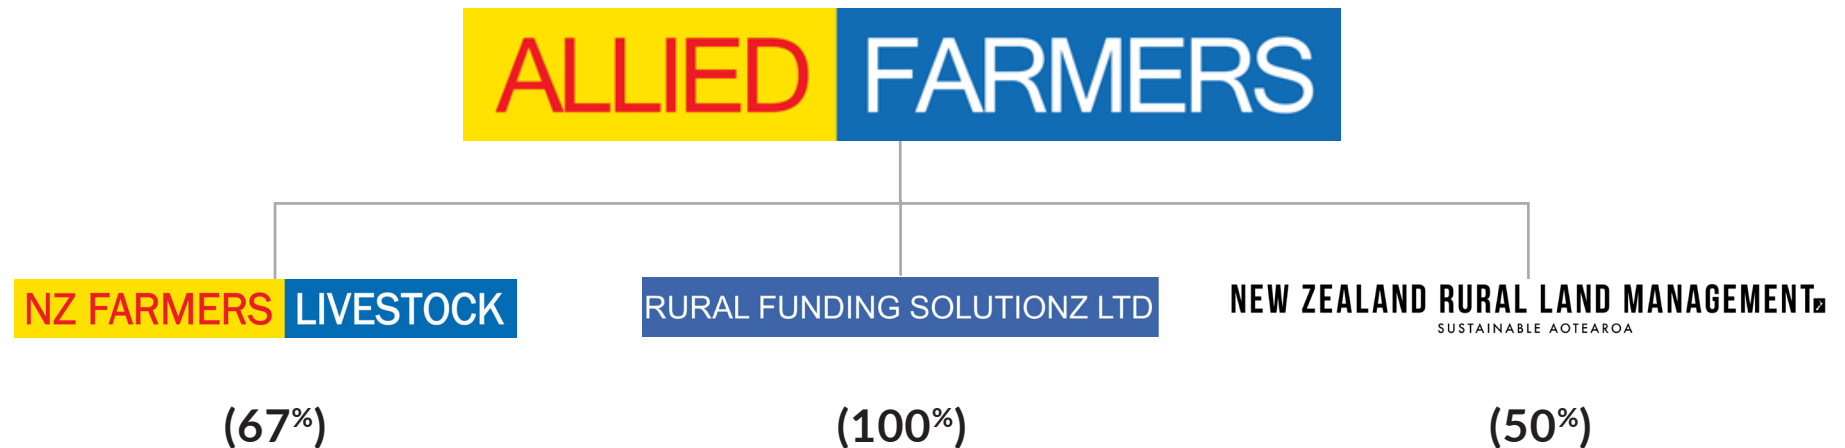 ALLIED FARMERS
NZ FARMERS LIVESTOCK
RURAL FUNDING SOLUTIONZ LTD
NEW ZEALAND RURAL LAND MANAGEMENT
SUSTAINABLE AOTEAROA
(67%)
(100%)
(50%)